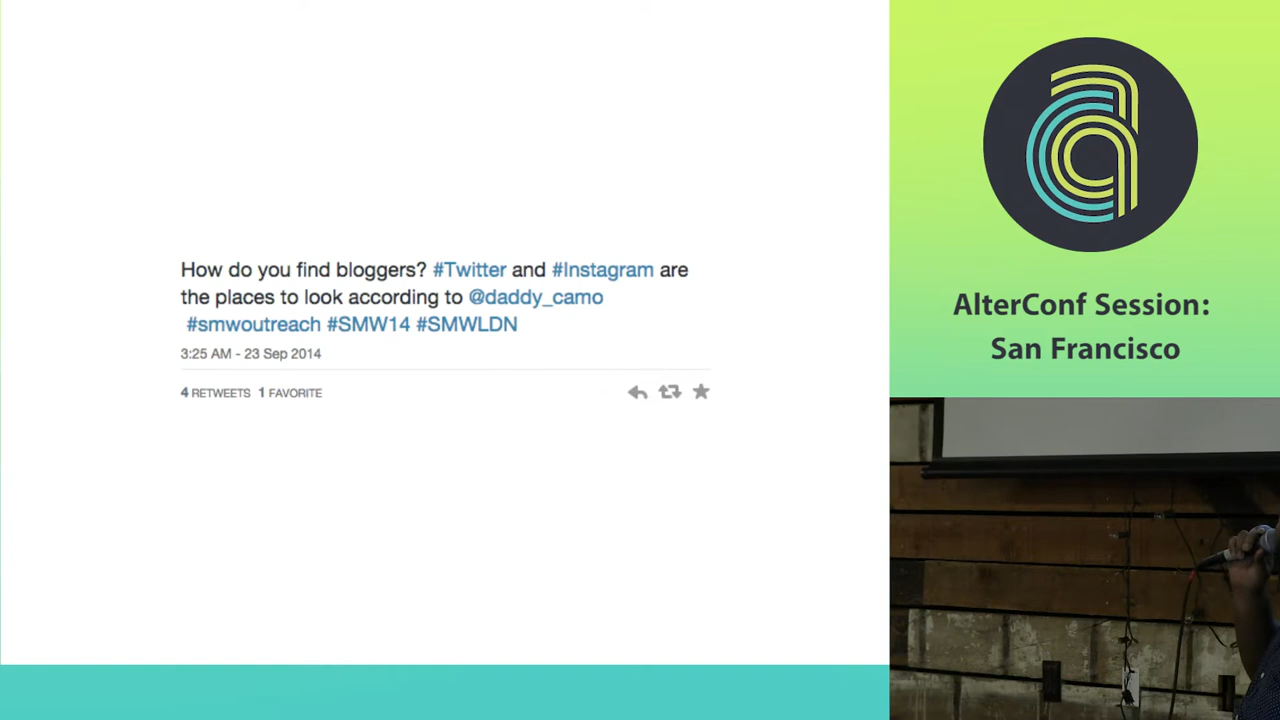 How do you find bloggers? #Twitter and #Instagram are
the places to look according to @daddy_camo
#smwoutreach #SMW14 #SMWLDN
3:25 AM - 23 Sep 2014
4 RETWEETS 1 FAVORITE
AlterConf Session:
San Francisco